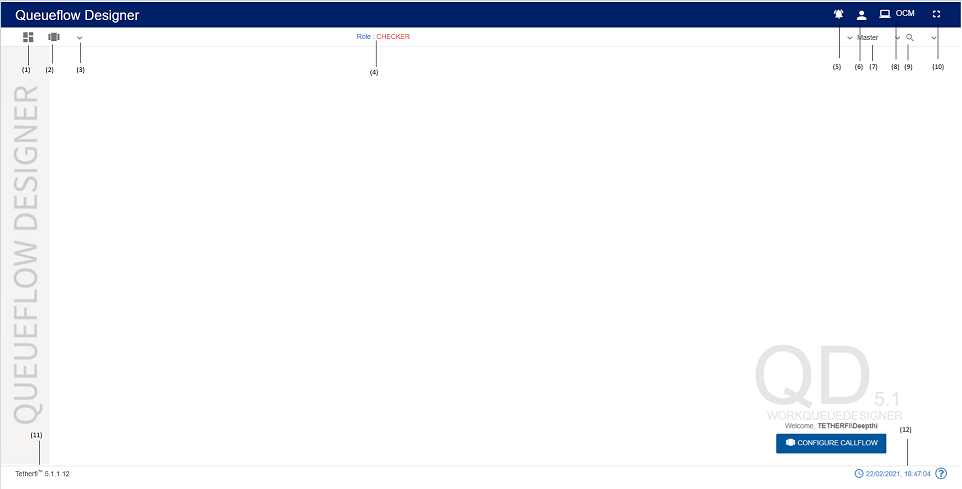 Queueflow Designer
OCM
Role : CHECKER
Master
(1)
(2)
(3)
(4)
(5)
(6)
(7)
(8)
(9)
(10)
QUEUEFLOW DESIGNER
QD 5.1
WORKQUEUEDESIGNER
Welcome, TETHERFI\Deepthi
CONFIGURE CALLFLOW
(11)
(12)
Tetherfi™ 5.1.1.12
22/02/2021, 18:47:04 ?